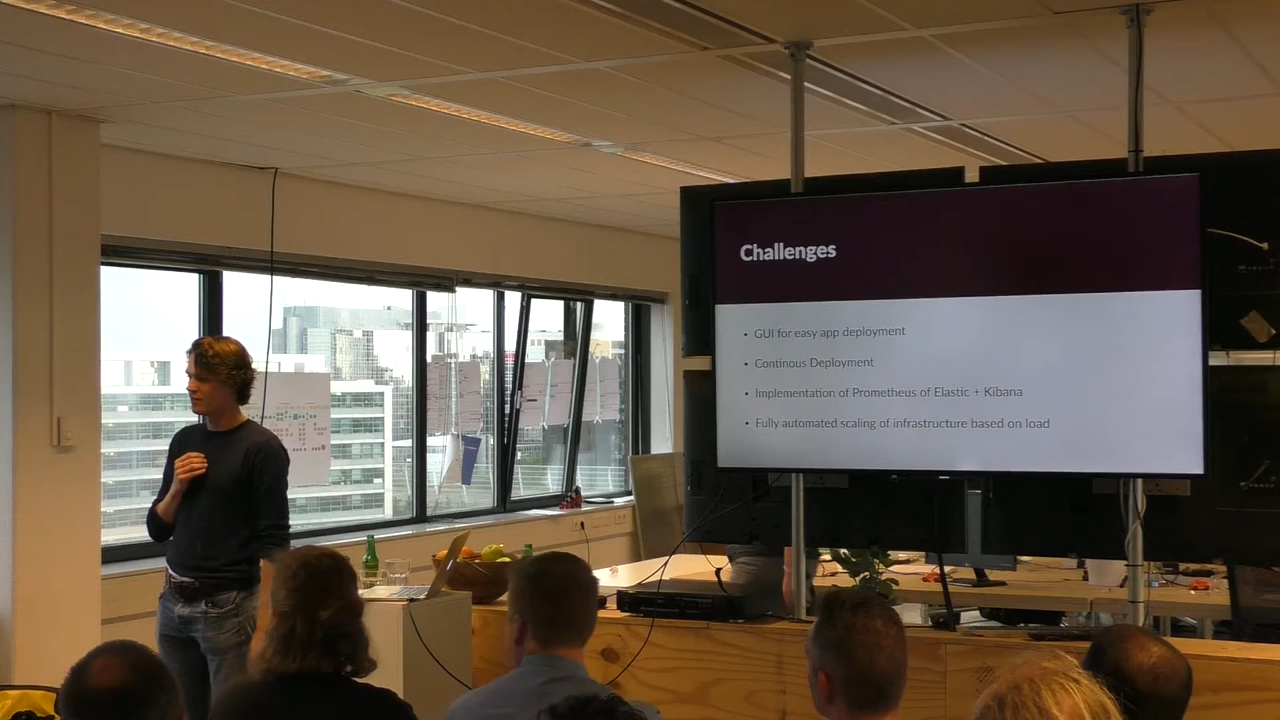 Challenges
• GUI for easy app deployment
• Continous Deployment
• Implementation of Prometheus of Elastic + Kibana
• Fully automated scaling of infrastructure based on load